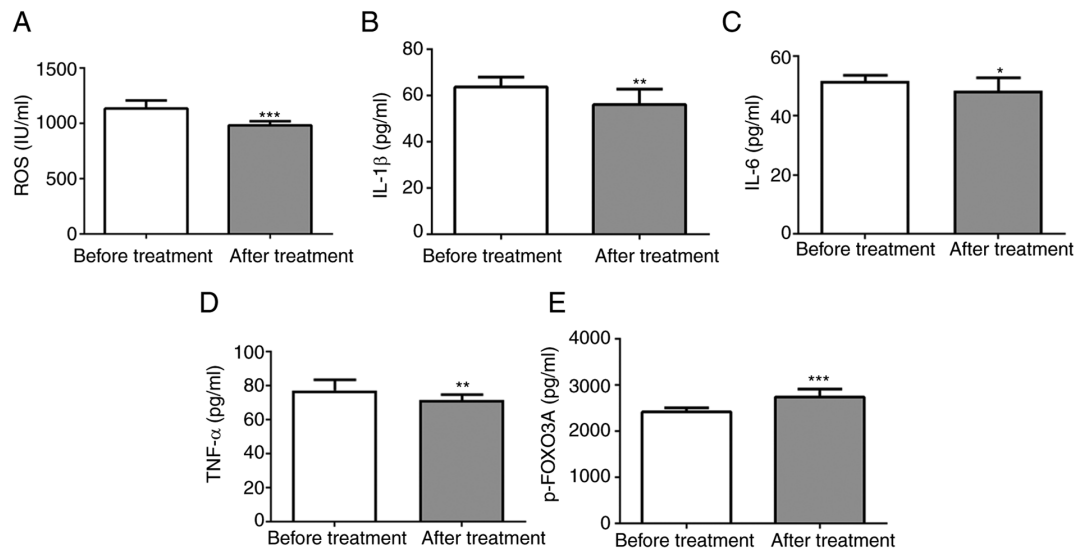 A
ROS (IU/ml)
1500
1000
500
0
***
Before treatment
After treatment
B
IL-1β (pg/ml)
80
60
40
20
0
**
Before treatment
After treatment
C
IL-6 (pg/ml)
60
40
20
0
*
Before treatment
After treatment
D
TNF-α (pg/ml)
100
80
60
40
20
0
**
Before treatment
After treatment
E
p-FOXO3A (pg/ml)
4000
3000
2000
1000
0
***
Before treatment
After treatment